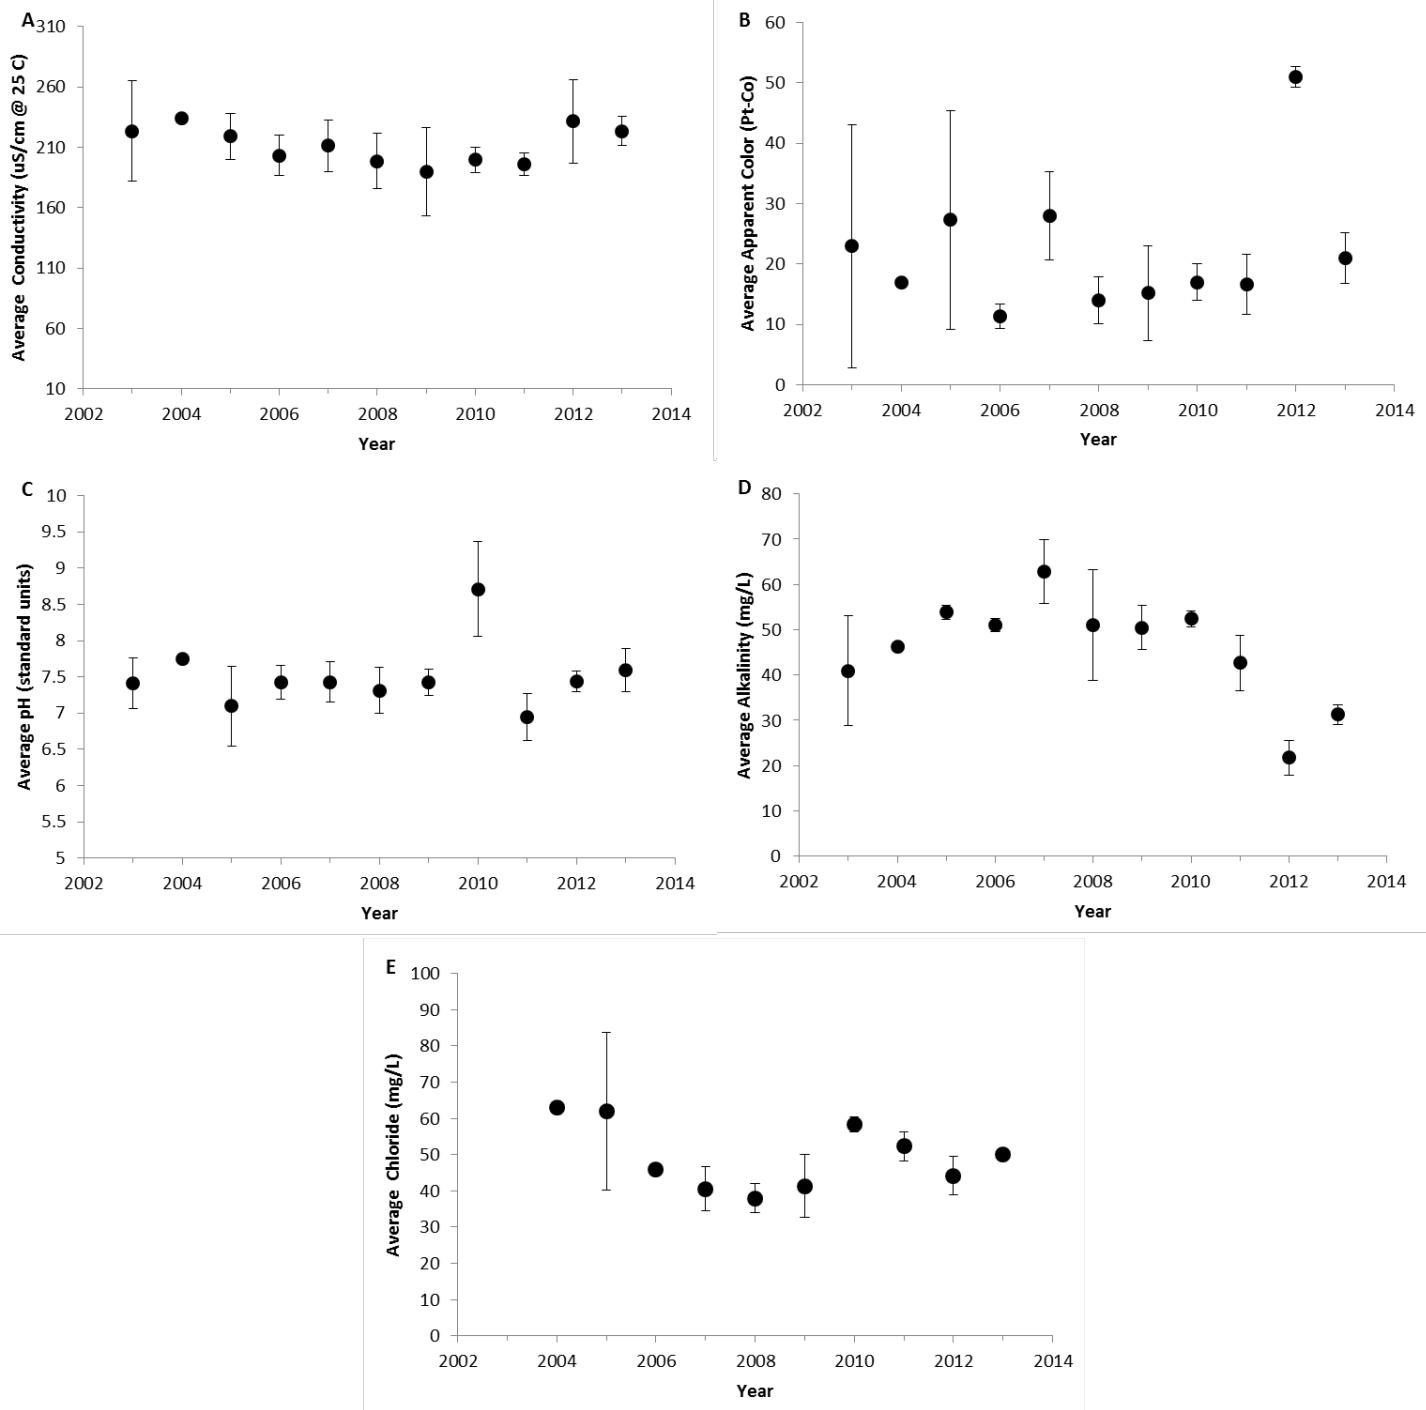 A
310
260
210
160
110
60
10
Average Conductivity (uS/cm @ 25 C)
2002 2004 2006 2008 2010 2012 2014
Year
B
60
50
40
30
20
10
0
Average Apparent Color (Pt-Co)
2002 2004 2006 2008 2010 2012 2014
Year
C
10
9.5
9
8.5
8
7.5
7
6.5
6
5.5
5
Average pH (standard units)
2002 2004 2006 2008 2010 2012 2014
Year
D
80
70
60
50
40
30
20
10
0
Average Alkalinity (mg/L)
2002 2004 2006 2008 2010 2012 2014
Year
E
100
90
80
70
60
50
40
30
20
10
0
Average Chloride (mg/L)
2002 2004 2006 2008 2010 2012 2014
Year